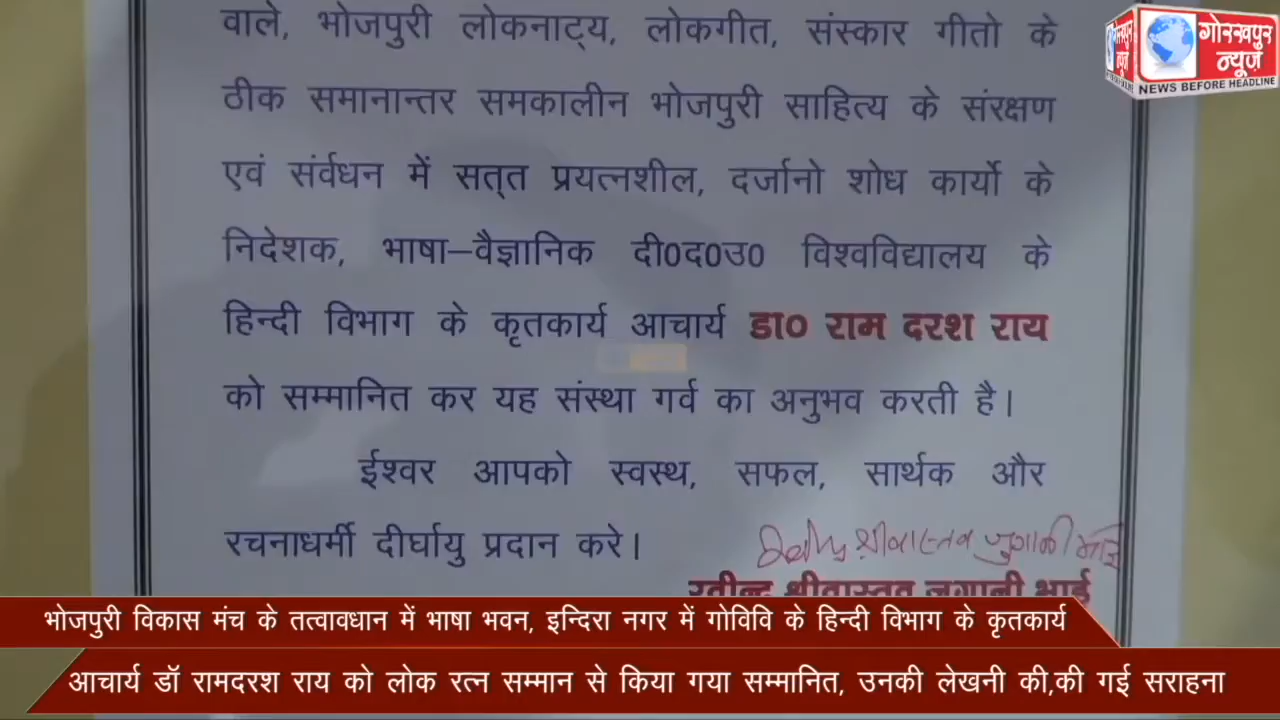 वाले, भोजपुरी लोकनाट्य, लोकगीत, संस्कार गीतो के
ठीक समानान्तर समकालीन भोजपुरी साहित्य के संरक्षण
एवं संर्वधन में सत्त प्रयत्नशील, दर्जानो शोध कार्यो के
निदेशक, भाषा–वैज्ञानिक दी0द0उ0 विश्वविद्यालय के
हिन्दी विभाग के कृतकार्य आचार्य डा0 राम दरश राय
को सम्मानित कर यह संस्था गर्व का अनुभव करती है।
ईश्वर आपको स्वस्थ, सफल, सार्थक और
रचनाधर्मी दीर्घायु प्रदान करे।
श्रीवास्तव जुगानी
रवीन्द्र श्रीवास्तव जुगानी भाई
गोरखपुर
न्यूज़
NEWS BEFORE HEADLINE
भोजपुरी विकास मंच के तत्वावधान में भाषा भवन, इन्दिरा नगर में गोविवि के हिन्दी विभाग के कृतकार्य
आचार्य डॉ रामदरश राय को लोक रत्न सम्मान से किया गया सम्मानित, उनकी लेखनी की,की गई सराहना